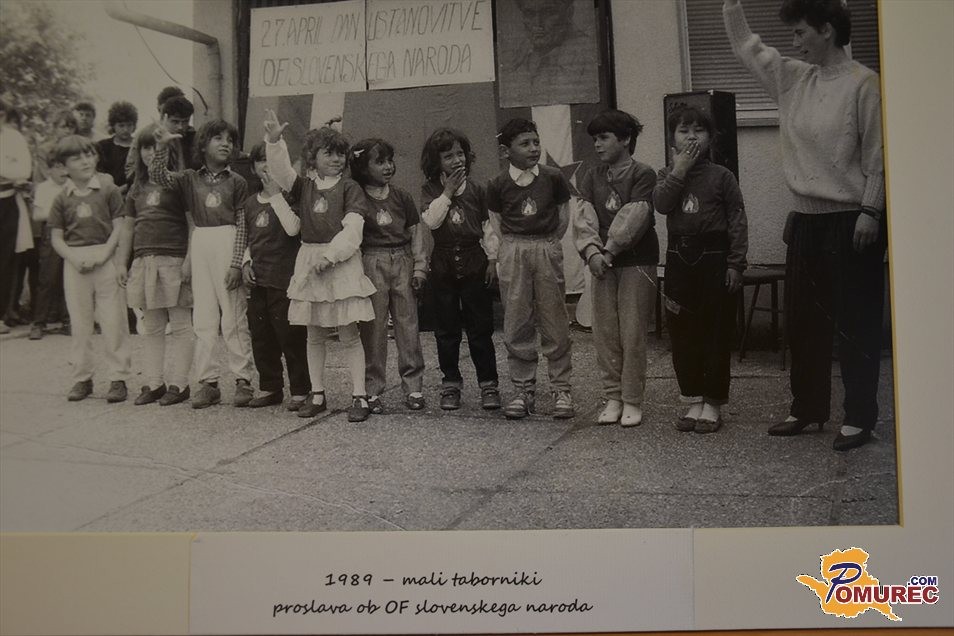 27. APRIL DAN USTANOVITVE
OF SLOVENSKEGA NARODA
1989 – mali taborniki
proslava ob OF slovenskega naroda
POMUREC.COM